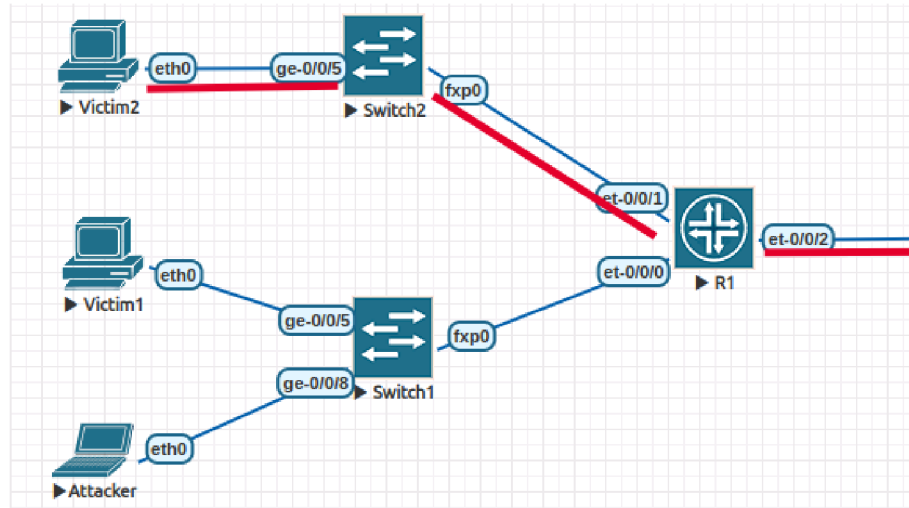 eth0
ge-0/0/5
Victim2
Switch2
fxp0
et-0/0/1
et-0/0/2
R1
et-0/0/0
eth0
Victim1
ge-0/0/5
fxp0
ge-0/0/8
Switch1
eth0
Attacker